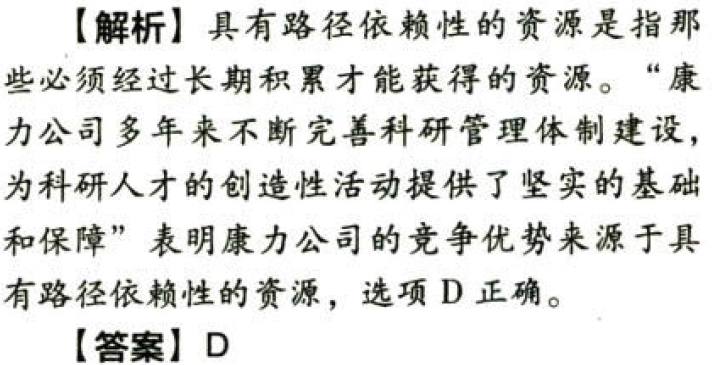 【解析】具有路径依赖性的资源是指那
些必须经过长期积累才能获得的资源。“康
力公司多年来不断完善科研管理体制建设，
为科研人才的创造性活动提供了坚实的基础
和保障”表明康力公司的竞争优势来源于具
有路径依赖性的资源，选项 D 正确。
【答案】D